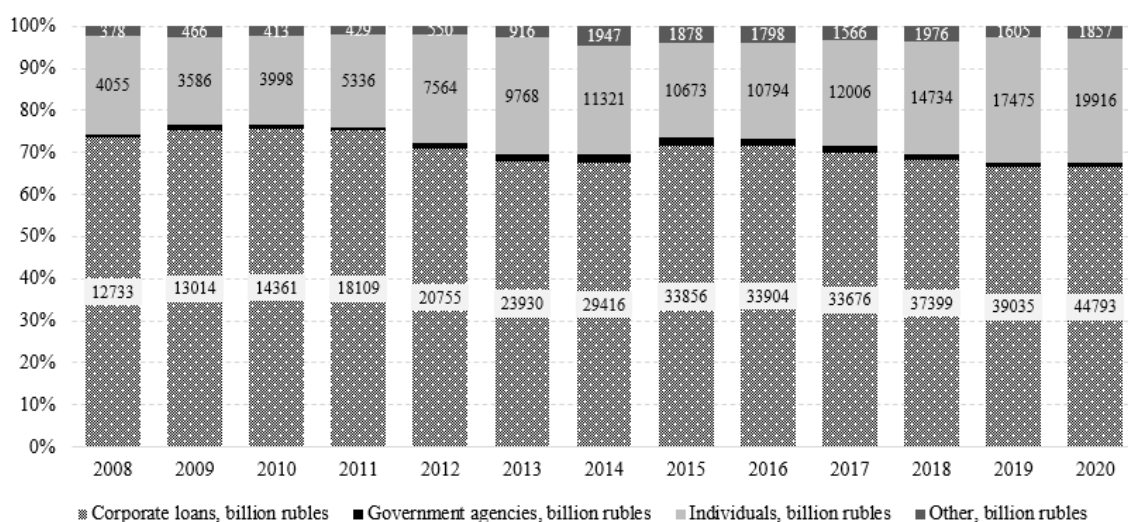 100%
378 466 413 429 550 916 1947 1878 1798 1566 1976 1605 1857
90%
4055 3586 3998 5336 7564 9768 11321 10673 10794 12006 14734 17475 19916
80%
70%
60%
50%
40%
12733 13014 14361 18109 20755 23930 29416 33856 33904 33676 37399 39035 44793
30%
20%
10%
0%
2008 2009 2010 2011 2012 2013 2014 2015 2016 2017 2018 2019 2020
Corporate loans, billion rubles Government agencies, billion rubles Individuals, billion rubles Other, billion rubles